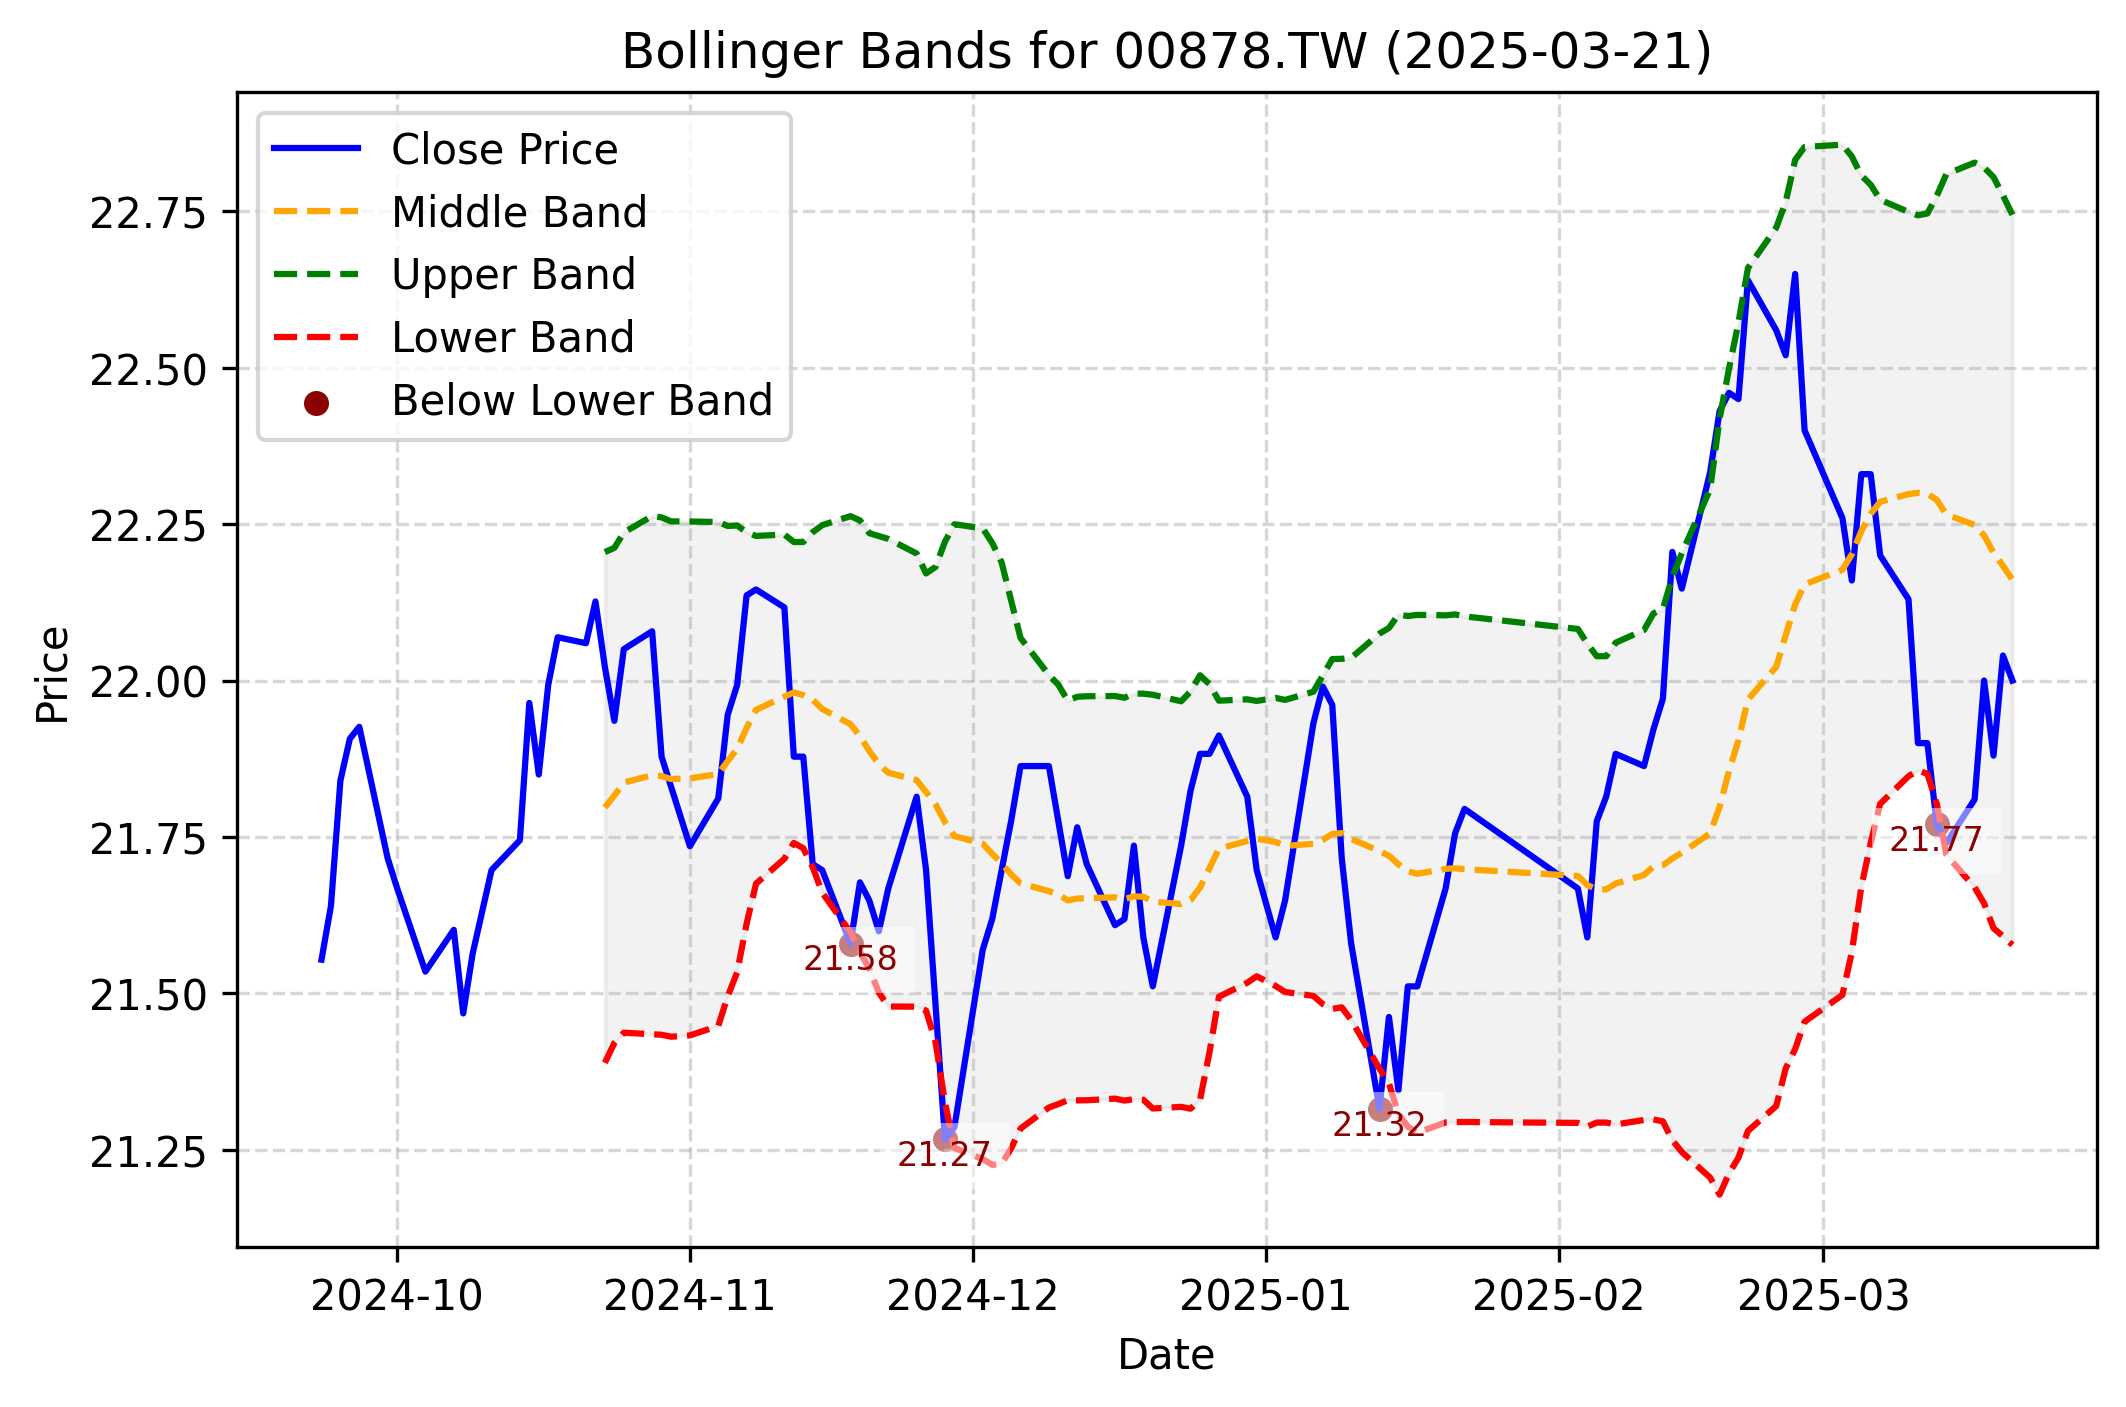 Bollinger Bands for 00878.TW (2025-03-21)
Close Price
Middle Band
Upper Band
Lower Band
Below Lower Band
Price
22.75
22.50
22.25
22.00
21.75
21.50
21.25
21.58
21.27
21.32
21.77
2024-10
2024-11
2024-12
2025-01
2025-02
2025-03
Date